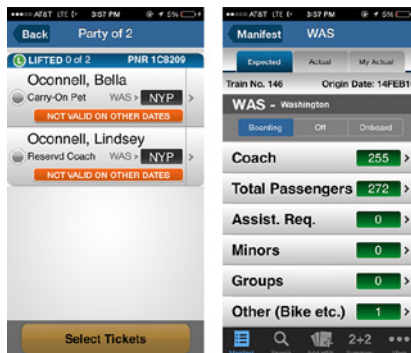 AT&T LTE 3:57 PM 5%
Back Party of 2
LIFTED 0 of 2 PNR 1C8209
Oconnell, Bella
Carry-On Pet WAS > NYP >
NOT VALID ON OTHER DATES
Oconnell, Lindsey
Reservd Coach WAS > NYP >
NOT VALID ON OTHER DATES
Select Tickets
AT&T LTE 3:57 PM 5%
Manifest WAS
Expected Actual My Actual
Train No. 146 Origin Date: 14FEB1
WAS - Washington
Boarding Off Onboard
Coach 255 >
Total Passengers 272 >
Assist. Req. 0 >
Minors 0 >
Groups 0 >
Other (Bike etc.) 1 >
2+2
Manifest